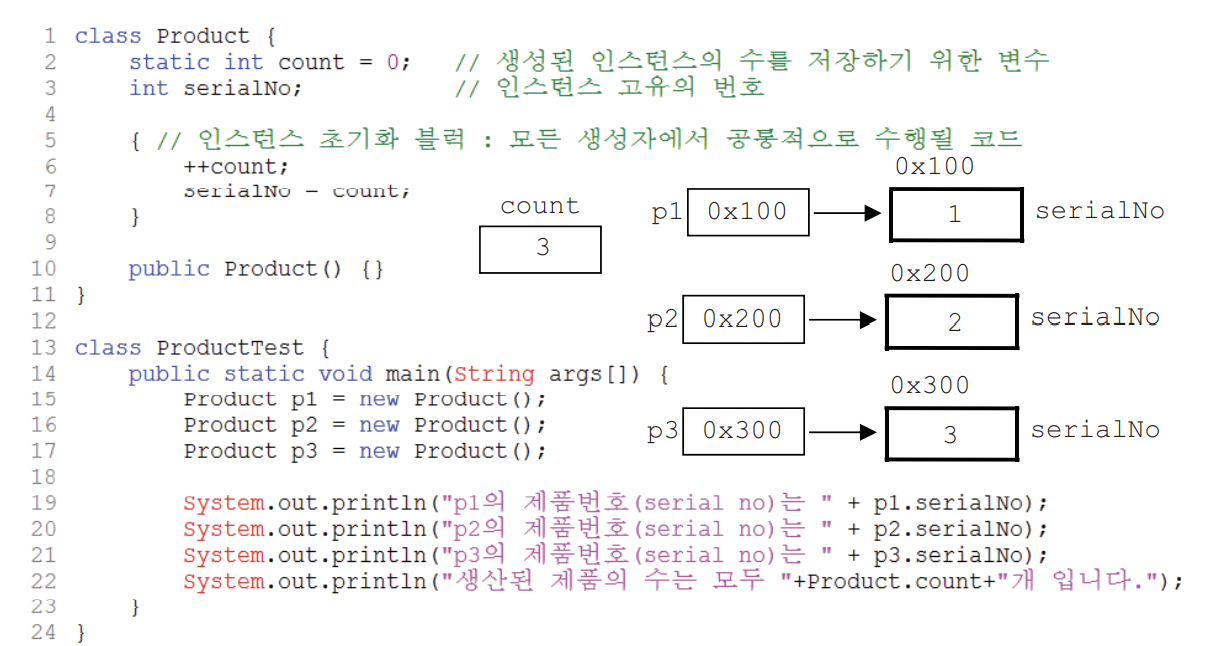 1 class Product {
2 static int count = 0; // 생성된 인스턴스의 수를 저장하기 위한 변수
3 int serialNo; // 인스턴스 고유의 번호
4
5 { // 인스턴스 초기화 블럭 : 모든 생성자에서 공통적으로 수행될 코드
6 ++count;
0x100
7 serialNo = count;
count
p1 0x100 1 serialNo
8 }
3
9
10 public Product() {}
0x200
11 }
p2 0x200 2 serialNo
12
13 class ProductTest {
14 public static void main(String args[]) {
0x300
15 Product p1 = new Product();
16 Product p2 = new Product();
p3 0x300 3 serialNo
17 Product p3 = new Product();
18
19 System.out.println("p1의 제품번호(serial no)는 " + p1.serialNo);
20 System.out.println("p2의 제품번호(serial no)는 " + p2.serialNo);
21 System.out.println("p3의 제품번호(serial no)는 " + p3.serialNo);
22 System.out.println("생산된 제품의 수는 모두 "+Product.count+"개 입니다.");
23 }
24 }